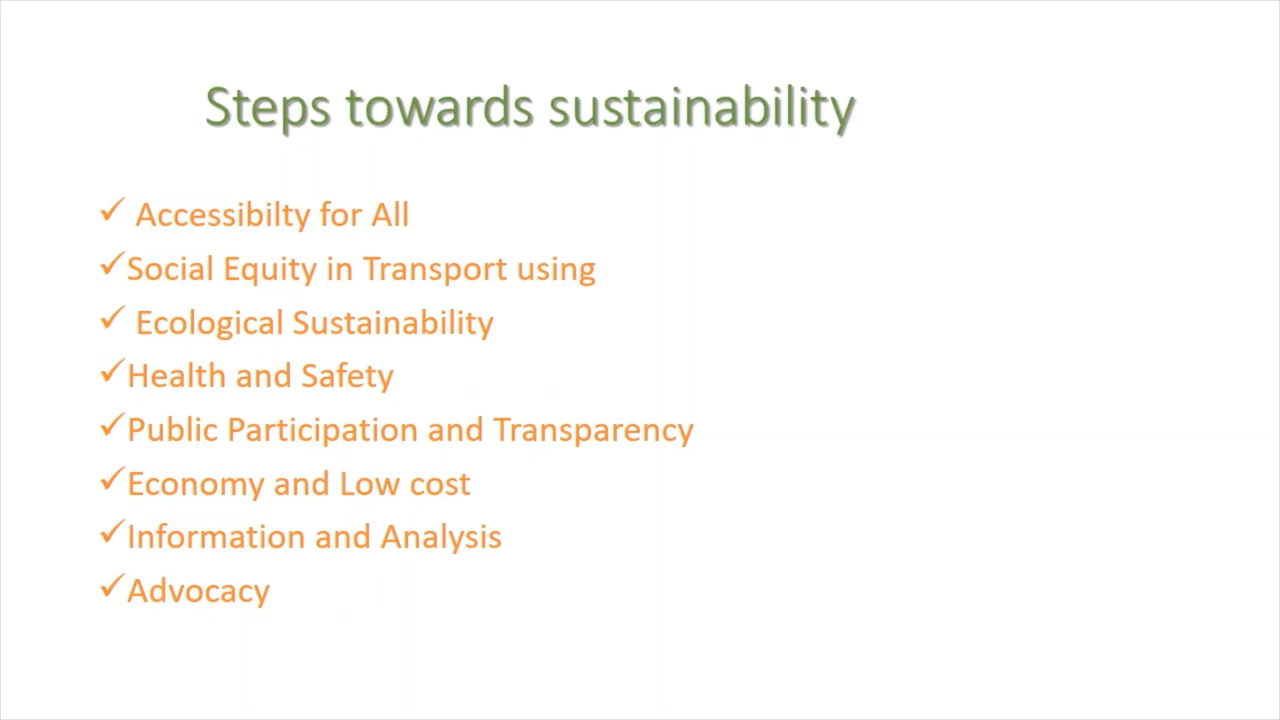 Steps towards sustainability
✓ Accessibilty for All
✓Social Equity in Transport using
✓ Ecological Sustainability
✓Health and Safety
✓Public Participation and Transparency
✓Economy and Low cost
✓Information and Analysis
✓Advocacy